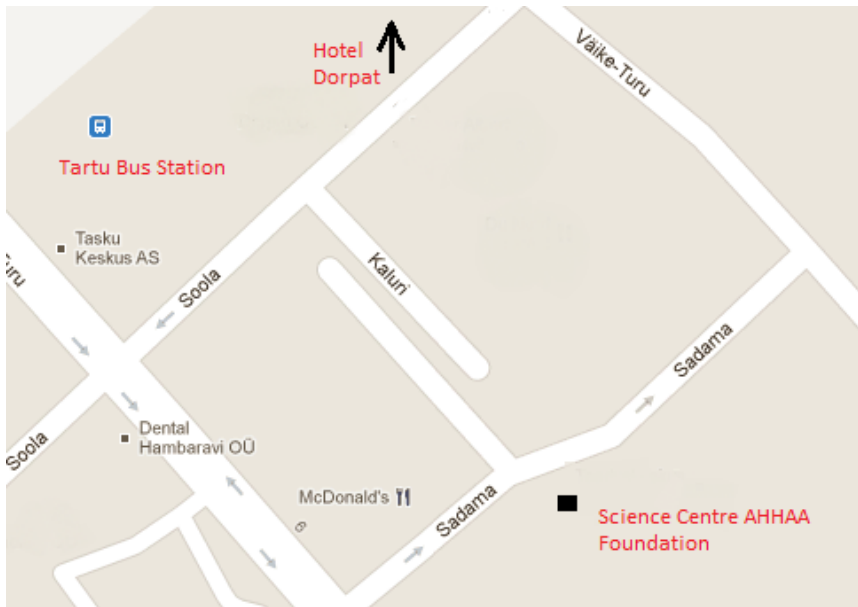 Hotel
Dorpat
Väike-Turu
Tartu Bus Station
Tasku
Keskus AS
Turu
Soola
Kaluri
Sadama
Dental
Hambaravi OÜ
Soola
McDonald's
Sadama
Science Centre AHHAA
Foundation